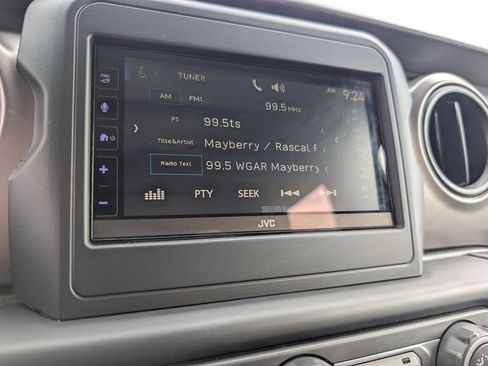 FNC
TUNER
AM 9:24
AM FM1
99.5 MHz
PS 99.5ts
Title&Artist Mayberry / Rascal F
Radio Text 99.5 WGAR Mayberry
PTY SEEK
JVC